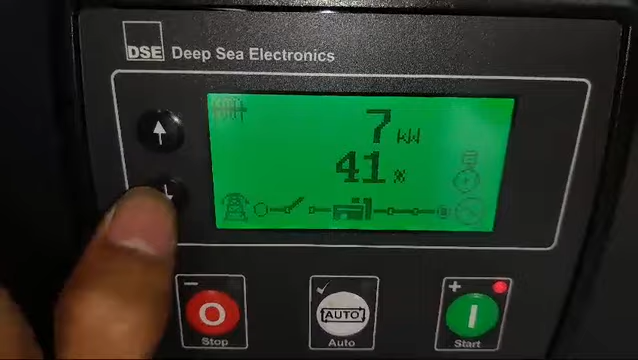 DSE Deep Sea Electronics
7 kW
41 %
− O Stop
✓ AUTO Auto
+ I Start